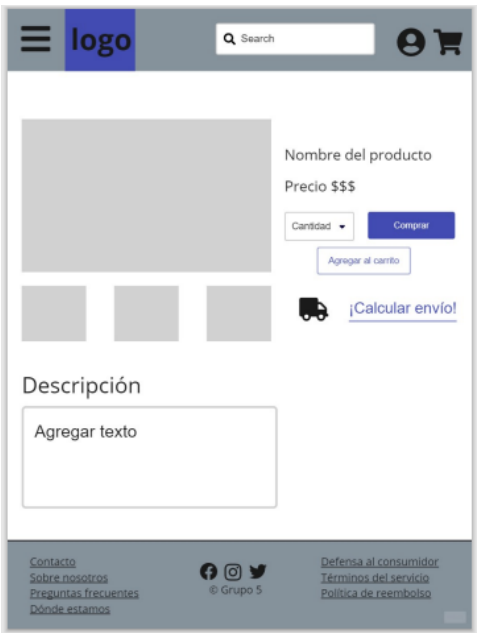 logo
Search
Nombre del producto
Precio $$$
Cantidad
Comprar
Agregar al carrito
¡Calcular envío!
Descripción
Agregar texto
Contacto
Sobre nosotros
Preguntas frecuentes
Dónde estamos
© Grupo 5
Defensa al consumidor
Términos del servicio
Política de reembolso